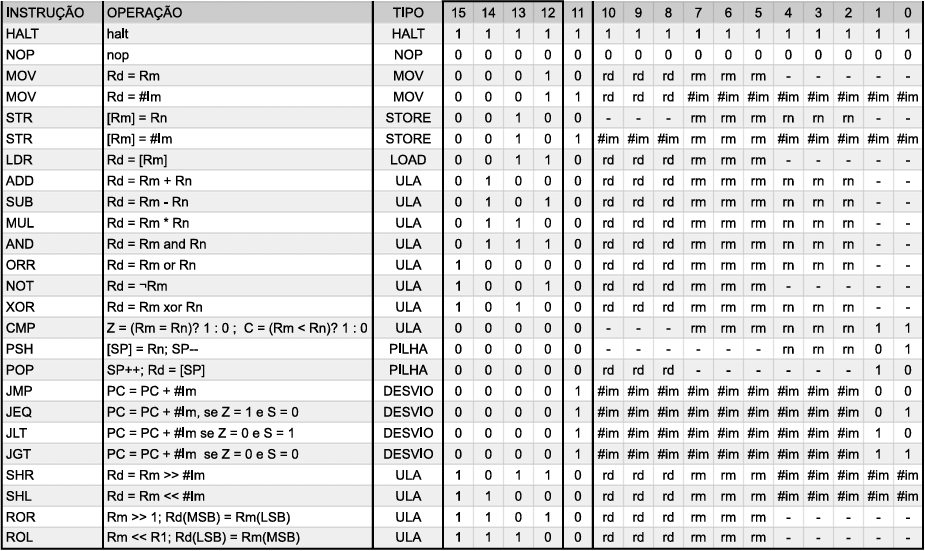 INSTRUÇÃO OPERAÇÃO TIPO 15 14 13 12 11 10 9 8 7 6 5 4 3 2 1 0
HALT halt HALT 1 1 1 1 1 1 1 1 1 1 1 1 1 1 1 1
NOP nop NOP 0 0 0 0 0 0 0 0 0 0 0 0 0 0 0 0
MOV Rd = Rm MOV 0 0 0 1 0 rd rd rd rm rm rm - - - - -
MOV Rd = #Im MOV 0 0 0 1 1 rd rd rd #im #im #im #im #im #im #im #im
STR [Rm] = Rn STORE 0 0 1 0 0 - - - rm rm rm rn rn rn - -
STR [Rm] = #Im STORE 0 0 1 0 1 #im #im #im rm rm rm #im #im #im #im #im
LDR Rd = [Rm] LOAD 0 0 1 1 0 rd rd rd rm rm rm - - - - -
ADD Rd = Rm + Rn ULA 0 1 0 0 0 rd rd rd rm rm rm rn rn rn - -
SUB Rd = Rm - Rn ULA 0 1 0 1 0 rd rd rd rm rm rm rn rn rn - -
MUL Rd = Rm * Rn ULA 0 1 1 0 0 rd rd rd rm rm rm rn rn rn - -
AND Rd = Rm and Rn ULA 0 1 1 1 0 rd rd rd rm rm rm rn rn rn - -
ORR Rd = Rm or Rn ULA 1 0 0 0 0 rd rd rd rm rm rm rn rn rn - -
NOT Rd = ¬Rm ULA 1 0 0 1 0 rd rd rd rm rm rm - - - - -
XOR Rd = Rm xor Rn ULA 1 0 1 0 0 rd rd rd rm rm rm rn rn rn - -
CMP Z = (Rm = Rn)? 1 : 0 ; C = (Rm < Rn)? 1 : 0 ULA 0 0 0 0 0 - - - rm rm rm rn rn rn 1 1
PSH [SP] = Rn; SP-- PILHA 0 0 0 0 0 - - - - - - rn rn rn 0 1
POP SP++; Rd = [SP] PILHA 0 0 0 0 0 rd rd rd - - - - - - 1 0
JMP PC = PC + #Im DESVIO 0 0 0 0 1 #im #im #im #im #im #im #im #im #im 0 0
JEQ PC = PC + #Im, se Z = 1 e S = 0 DESVIO 0 0 0 0 1 #im #im #im #im #im #im #im #im #im 0 1
JLT PC = PC + #Im se Z = 0 e S = 1 DESVIO 0 0 0 0 1 #im #im #im #im #im #im #im #im #im 1 0
JGT PC = PC + #Im se Z = 0 e S = 0 DESVIO 0 0 0 0 1 #im #im #im #im #im #im #im #im #im 1 1
SHR Rd = Rm >> #Im ULA 1 0 1 1 0 rd rd rd rm rm rm #im #im #im #im #im
SHL Rd = Rm << #Im ULA 1 1 0 0 0 rd rd rd rm rm rm #im #im #im #im #im
ROR Rm >> 1; Rd(MSB) = Rm(LSB) ULA 1 1 0 1 0 rd rd rd rm rm rm - - - - -
ROL Rm << R1; Rd(LSB) = Rm(MSB) ULA 1 1 1 0 0 rd rd rd rm rm rm - - - - -